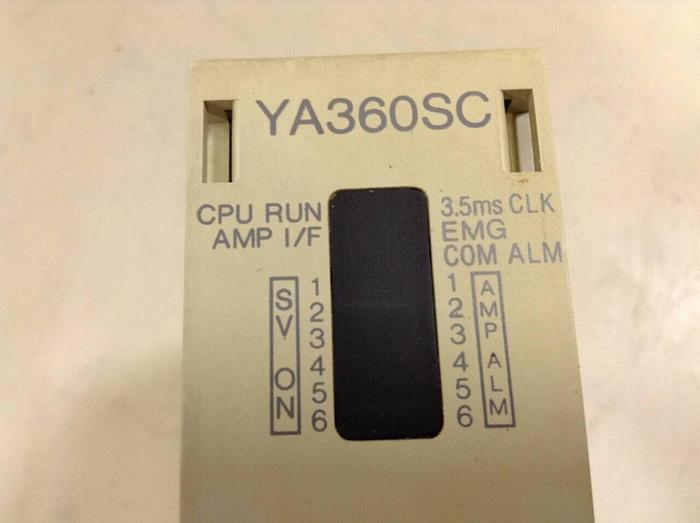 YA360SC
CPU RUN
AMP I/F
3.5ms CLK
EMG
COM ALM
SV ON
1
2
3
4
5
6
1
2
3
4
5
6
AMP ALM